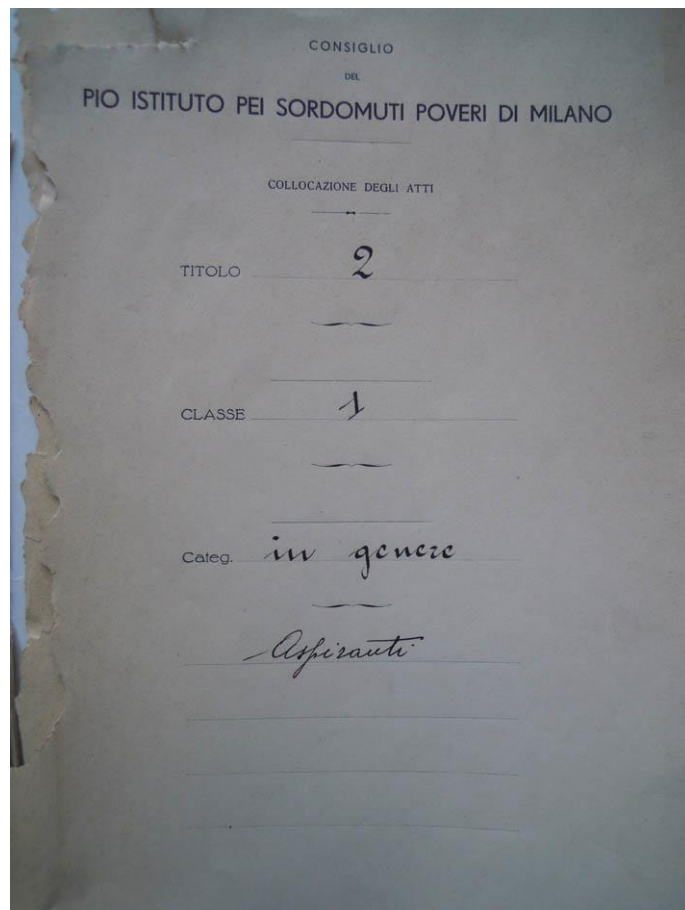 CONSIGLIO
DEL
PIO ISTITUTO PEI SORDOMUTI POVERI DI MILANO
COLLOCAZIONE DEGLI ATTI
TITOLO 2
CLASSE 1
Categ. in genere
Aspiranti